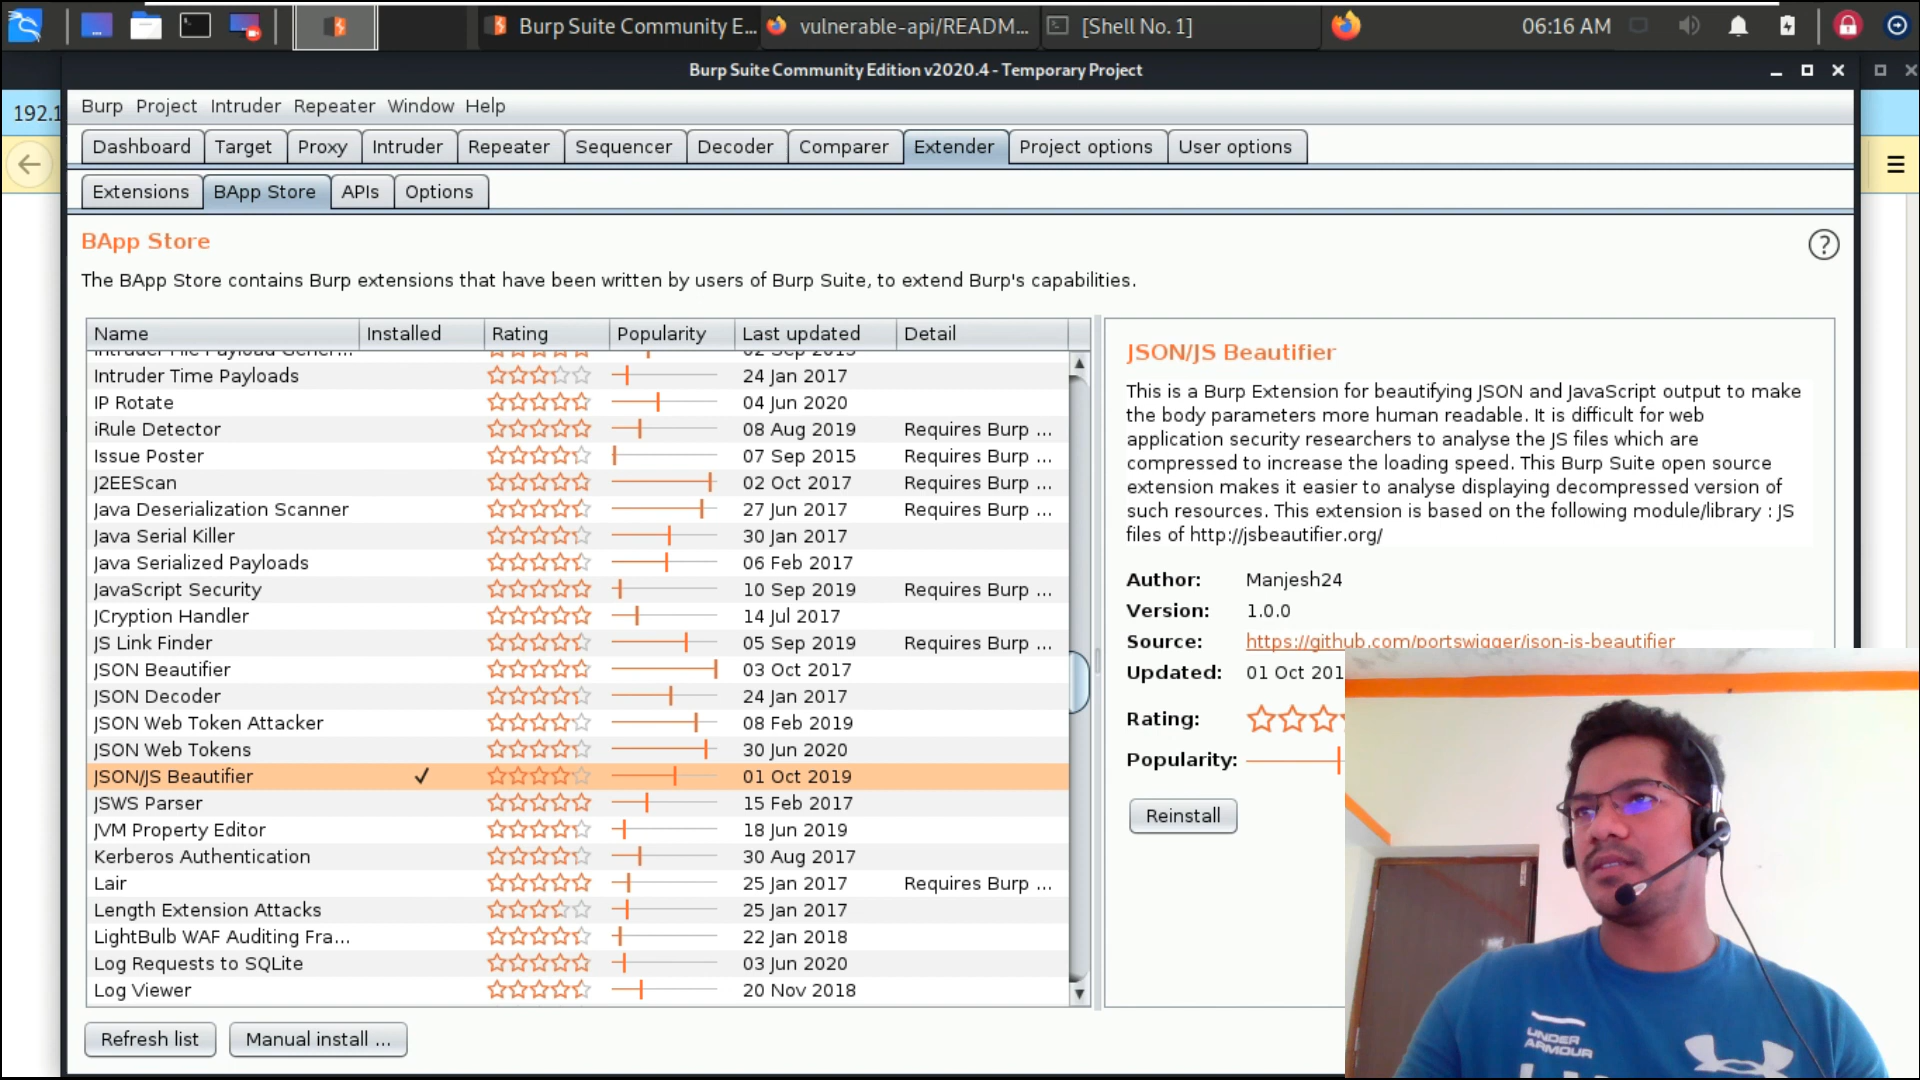 Burp Suite Community E...
vulnerable-api/READM...
[Shell No. 1]
06:16 AM
Burp Suite Community Edition v2020.4 - Temporary Project
192.1
Burp Project Intruder Repeater Window Help
Dashboard Target Proxy Intruder Repeater Sequencer Decoder Comparer Extender Project options User options
Extensions BApp Store APIs Options
BApp Store
The BApp Store contains Burp extensions that have been written by users of Burp Suite, to extend Burp's capabilities.
Name Installed Rating Popularity Last updated Detail
Intruder File Payload Gener... 02 Sep 2015
Intruder Time Payloads 24 Jan 2017
IP Rotate 04 Jun 2020
iRule Detector 08 Aug 2019 Requires Burp ...
Issue Poster 07 Sep 2015 Requires Burp ...
J2EEScan 02 Oct 2017 Requires Burp ...
Java Deserialization Scanner 27 Jun 2017 Requires Burp ...
Java Serial Killer 30 Jan 2017
Java Serialized Payloads 06 Feb 2017
JavaScript Security 10 Sep 2019 Requires Burp ...
JCryption Handler 14 Jul 2017
JS Link Finder 05 Sep 2019 Requires Burp ...
JSON Beautifier 03 Oct 2017
JSON Decoder 24 Jan 2017
JSON Web Token Attacker 08 Feb 2019
JSON Web Tokens 30 Jun 2020
JSON/JS Beautifier ✓ 01 Oct 2019
JSWS Parser 15 Feb 2017
JVM Property Editor 18 Jun 2019
Kerberos Authentication 30 Aug 2017
Lair 25 Jan 2017 Requires Burp ...
Length Extension Attacks 25 Jan 2017
LightBulb WAF Auditing Fra... 22 Jan 2018
Log Requests to SQLite 03 Jun 2020
Log Viewer 20 Nov 2018
Refresh list Manual install ...
JSON/JS Beautifier
This is a Burp Extension for beautifying JSON and JavaScript output to make
the body parameters more human readable. It is difficult for web
application security researchers to analyse the JS files which are
compressed to increase the loading speed. This Burp Suite open source
extension makes it easier to analyse displaying decompressed version of
such resources. This extension is based on the following module/library : JS
files of http://jsbeautifier.org/
Author: Manjesh24
Version: 1.0.0
Source: https://github.com/portswigger/json-js-beautifier
Updated: 01 Oct 201
Rating:
Popularity:
Reinstall
UNDER
ARMOUR